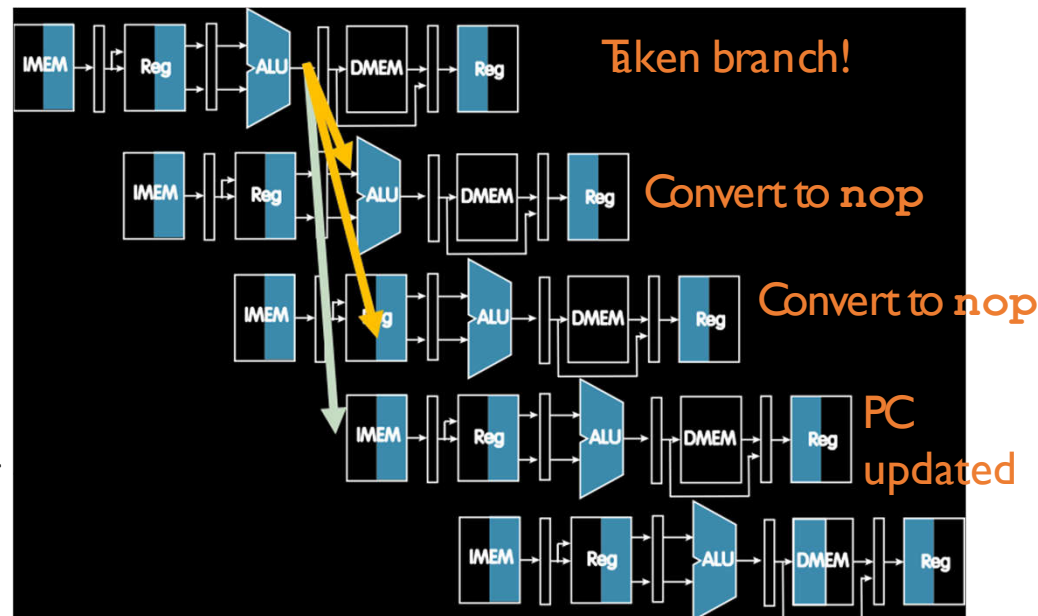 IMEM Reg ALU DMEM Reg Taken branch!
IMEM Reg ALU DMEM Reg Convert to nop
IMEM Reg ALU DMEM Reg Convert to nop
IMEM Reg ALU DMEM Reg PC
updated
IMEM Reg ALU DMEM Reg